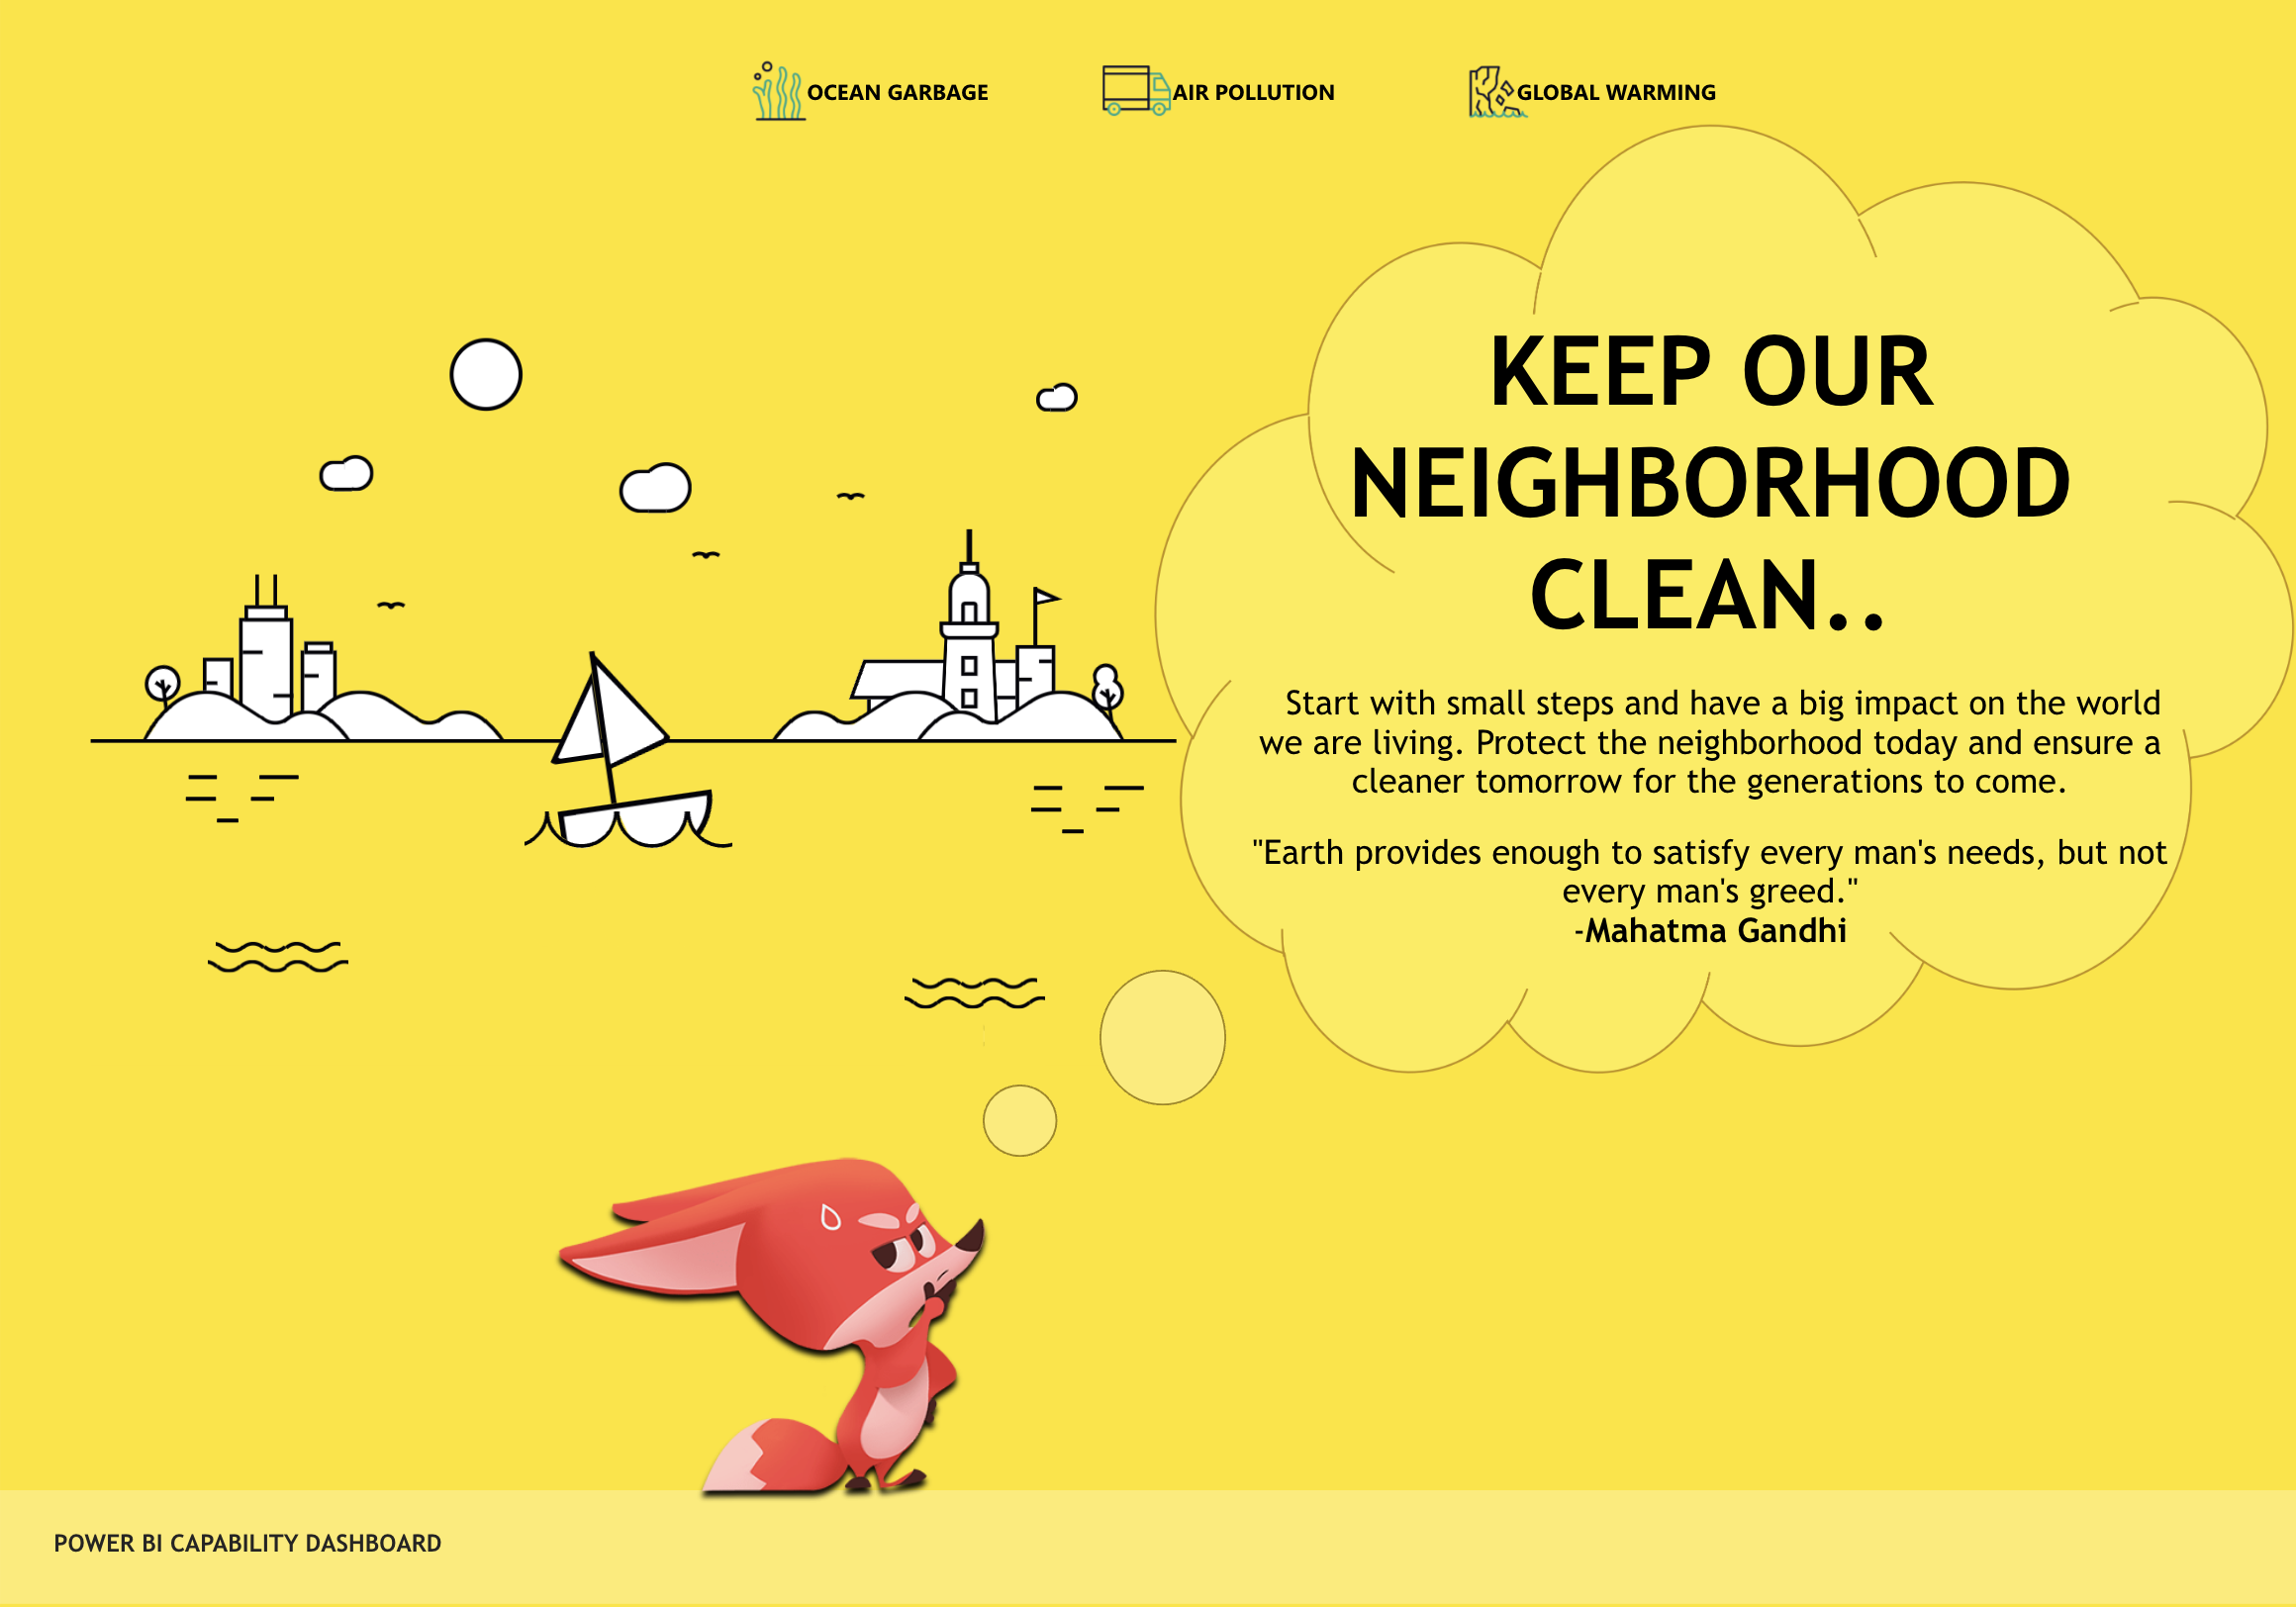 OCEAN GARBAGE
AIR POLLUTION
GLOBAL WARMING
KEEP OUR
NEIGHBORHOOD
CLEAN..
Start with small steps and have a big impact on the world
we are living. Protect the neighborhood today and ensure a
cleaner tomorrow for the generations to come.
"Earth provides enough to satisfy every man's needs, but not
every man's greed."
-Mahatma Gandhi
POWER BI CAPABILITY DASHBOARD